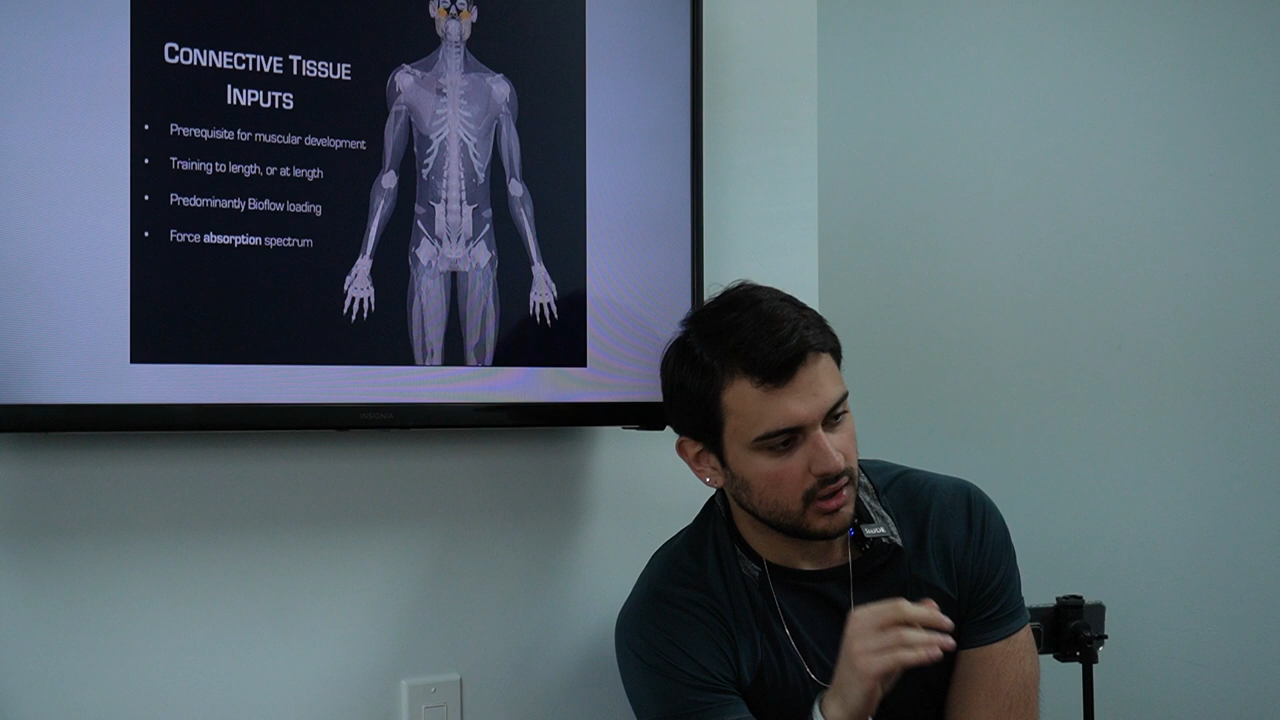 CONNECTIVE TISSUE
INPUTS
• Prerequisite for muscular development
• Training to length, or at length
• Predominantly Bioflow loading
• Force absorption spectrum
INSIGNIA
RØDE